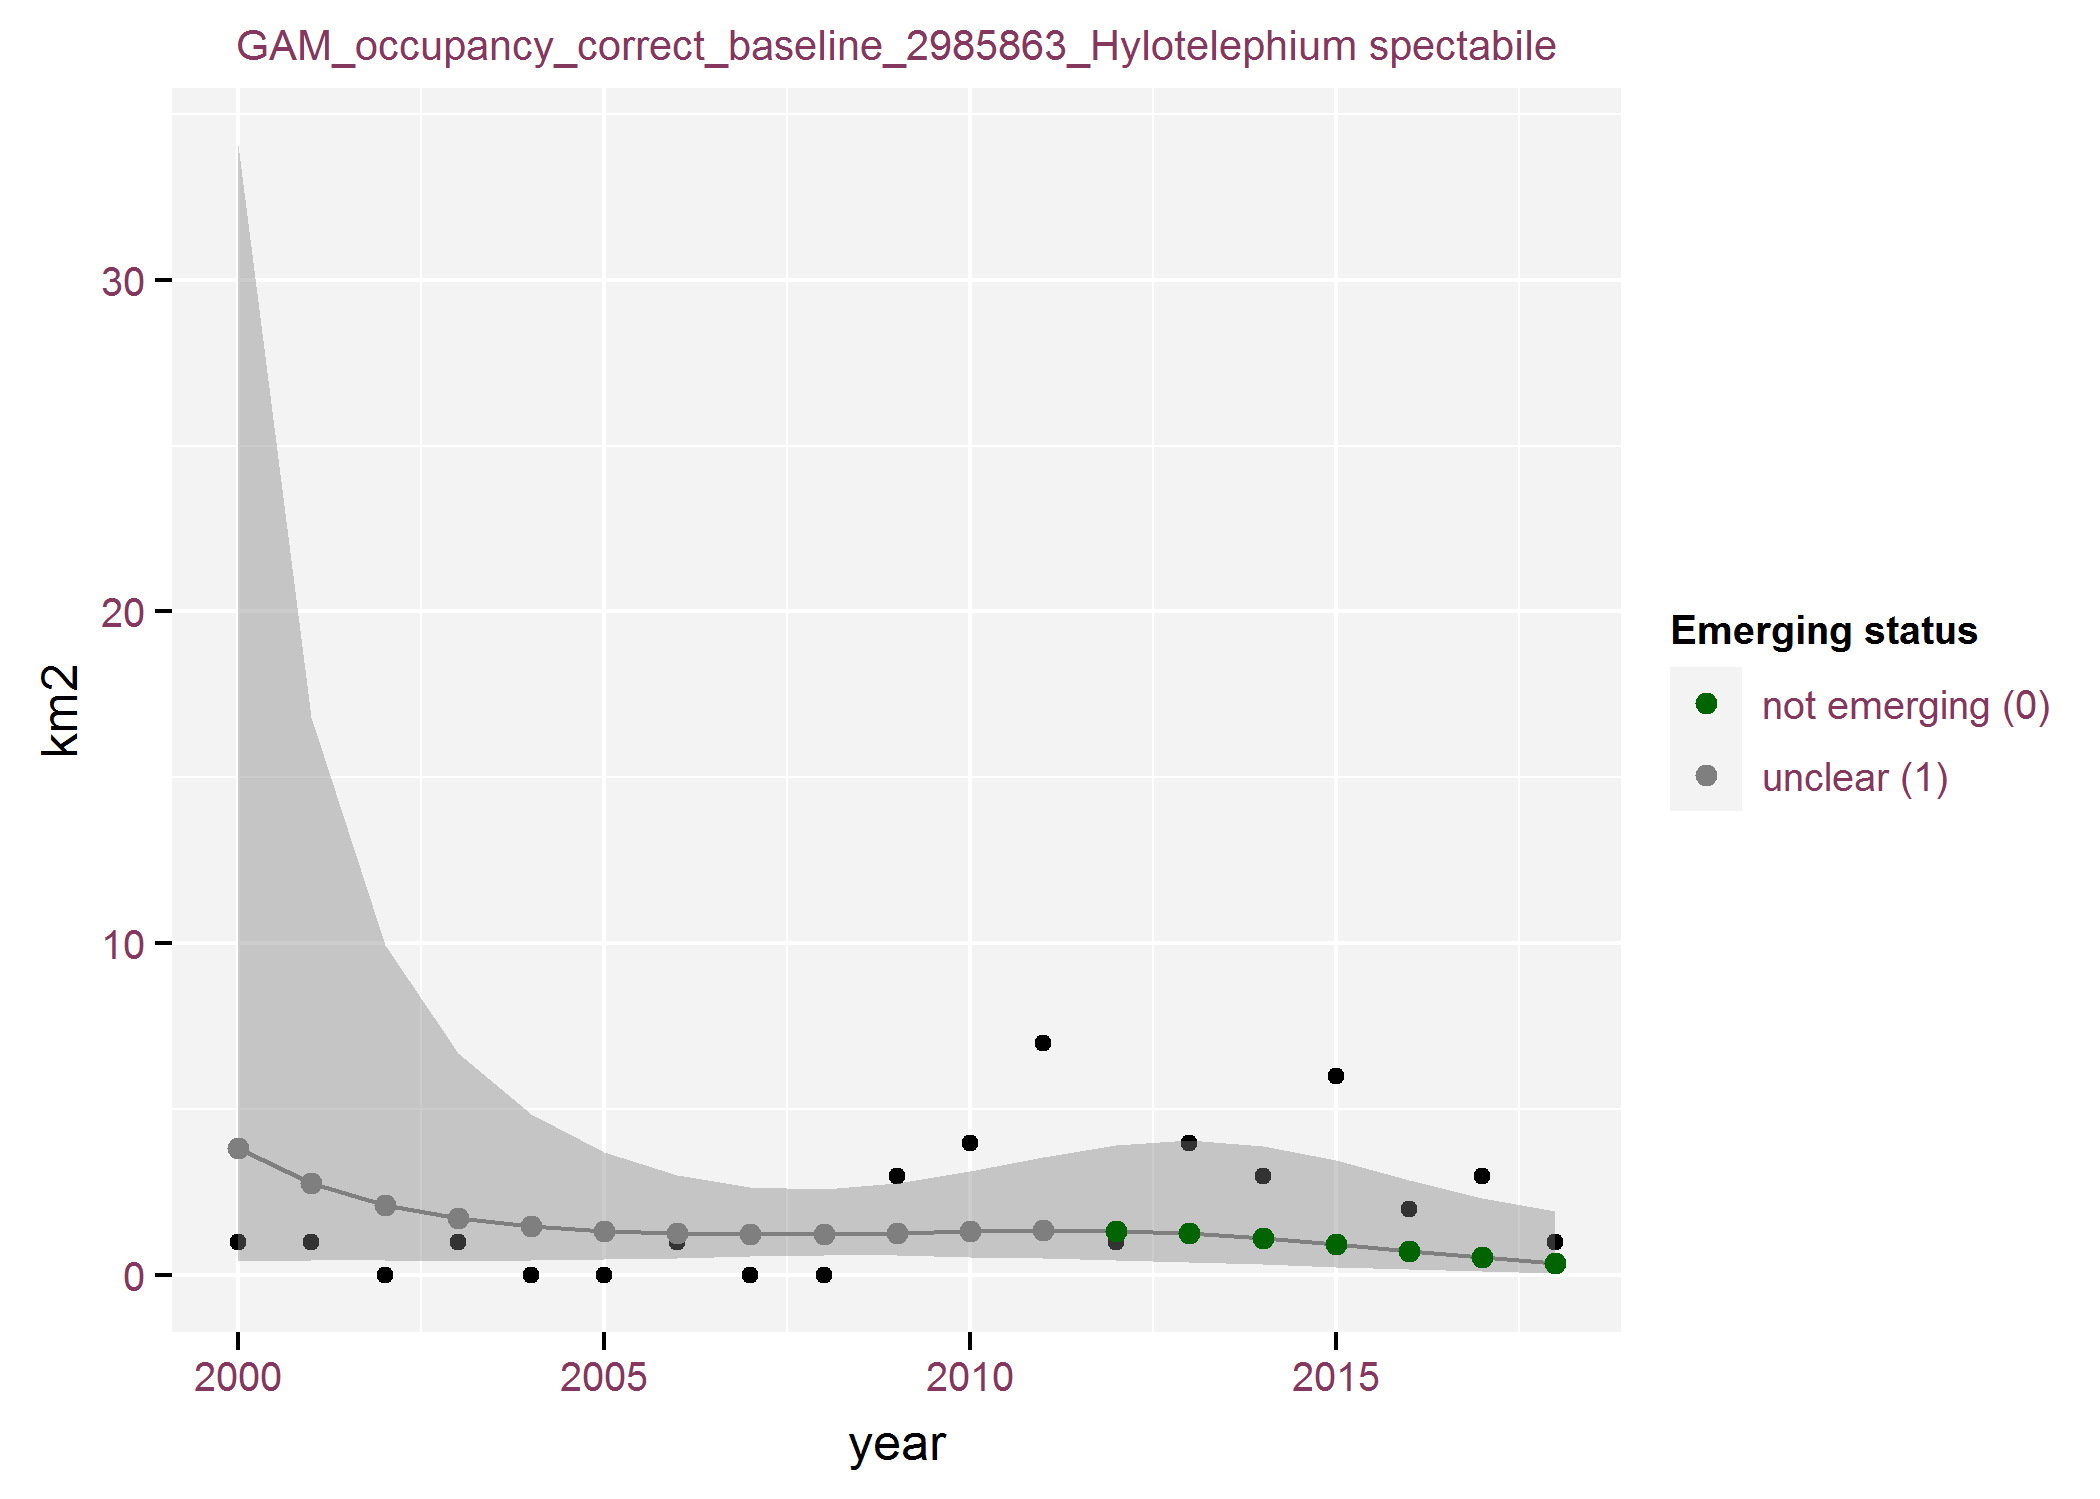 GAM_occupancy_correct_baseline_2985863_Hylotelephium spectabile
30
20
10
0
km2
2000 2005 2010 2015
year
Emerging status
not emerging (0)
unclear (1)